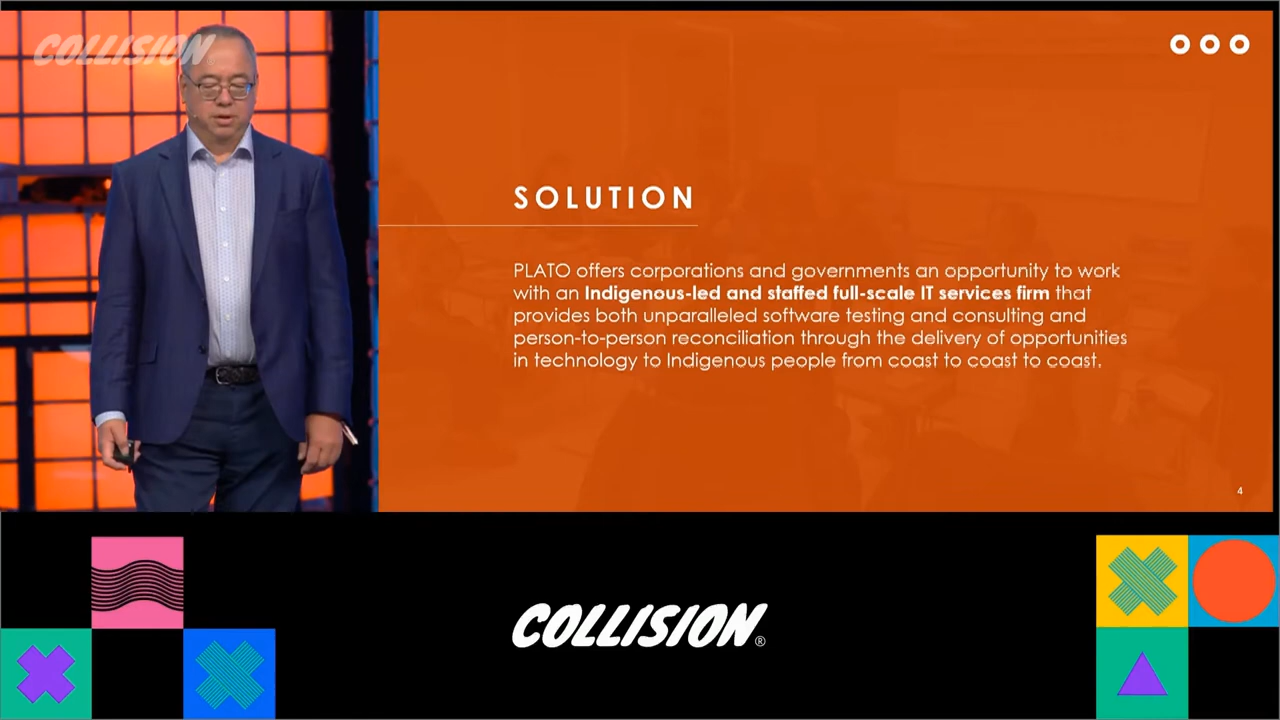 COLLISION
SOLUTION
PLATO offers corporations and governments an opportunity to work
with an Indigenous-led and staffed full-scale IT services firm that
provides both unparalleled software testing and consulting and
person-to-person reconciliation through the delivery of opportunities
in technology to Indigenous people from coast to coast to coast.
4
COLLISION®